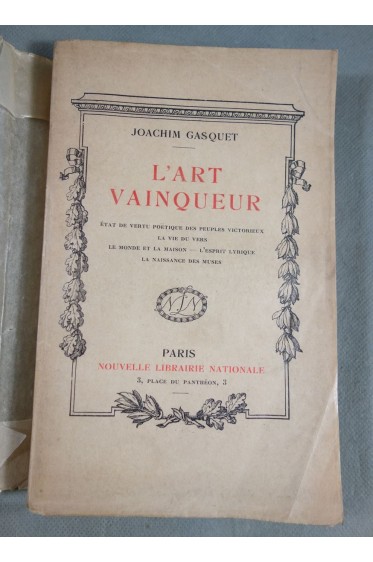 JOACHIM GASQUET
L'ART
VAINQUEUR
ÉTAT DE VERTU POÉTIQUE DES PEUPLES VICTORIEUX
LA VIE DU VERS
LE MONDE ET LA MAISON — L'ESPRIT LYRIQUE
LA NAISSANCE DES MUSES
NLN
PARIS
NOUVELLE LIBRAIRIE NATIONALE
3, PLACE DU PANTHÉON, 3